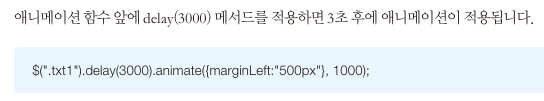 애니메이션 함수 앞에 delay(3000) 메서드를 적용하면 3초 후에 애니메이션이 적용됩니다.
$(".txt1").delay(3000).animate({marginLeft:"500px"}, 1000);